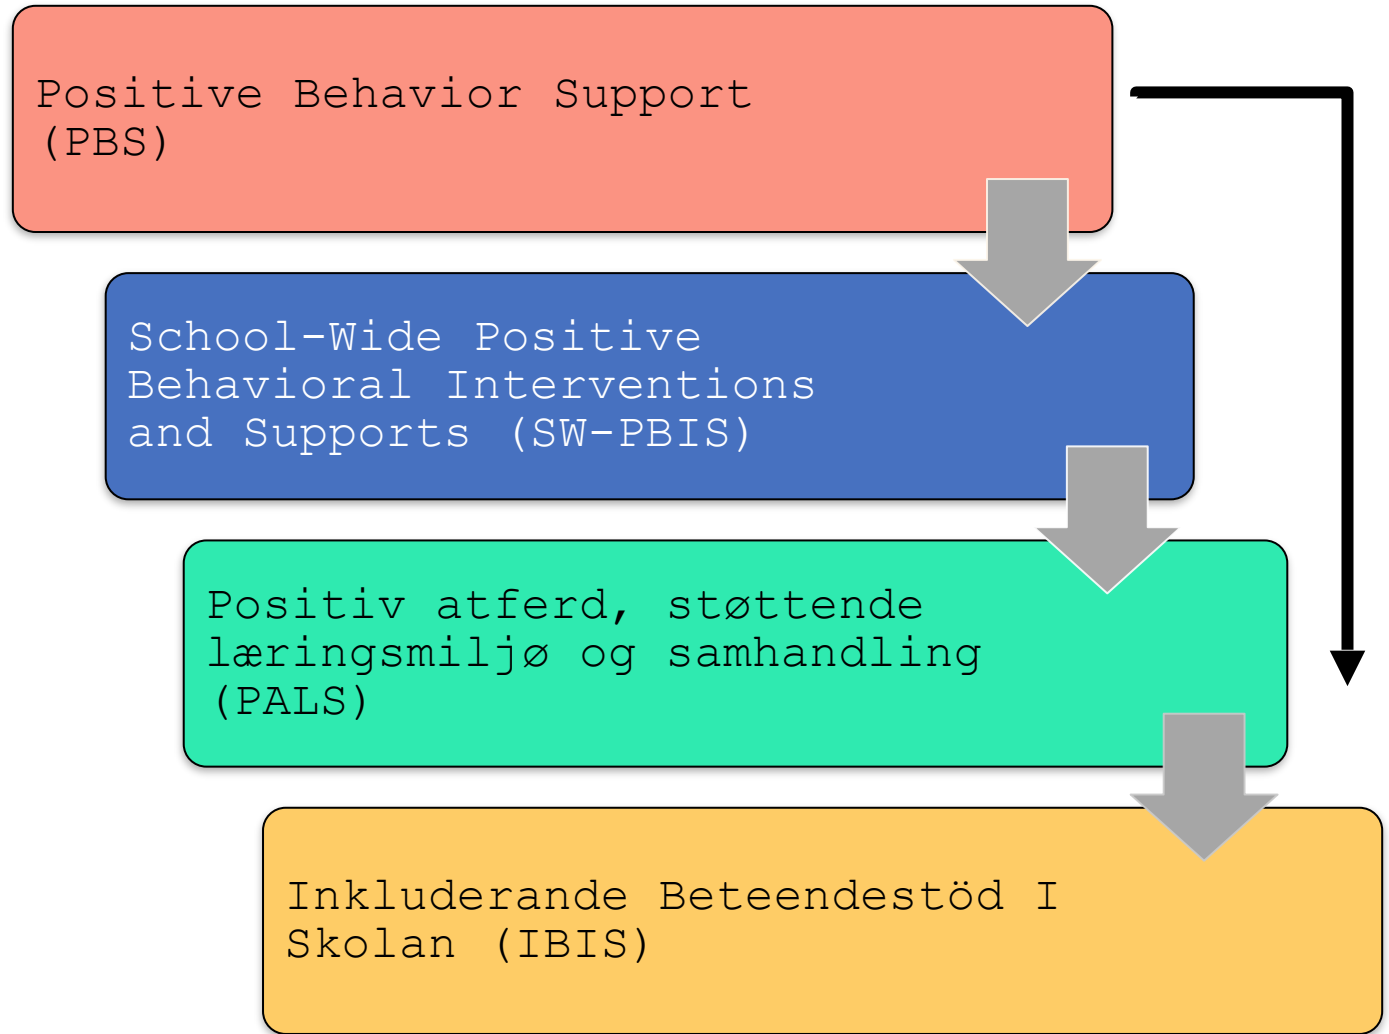 Positive Behavior Support
(PBS)
School-Wide Positive
Behavioral Interventions
and Supports (SW-PBIS)
Positiv atferd, støttende
læringsmiljø og samhandling
(PALS)
Inkluderande Beteendestöd I
Skolan (IBIS)